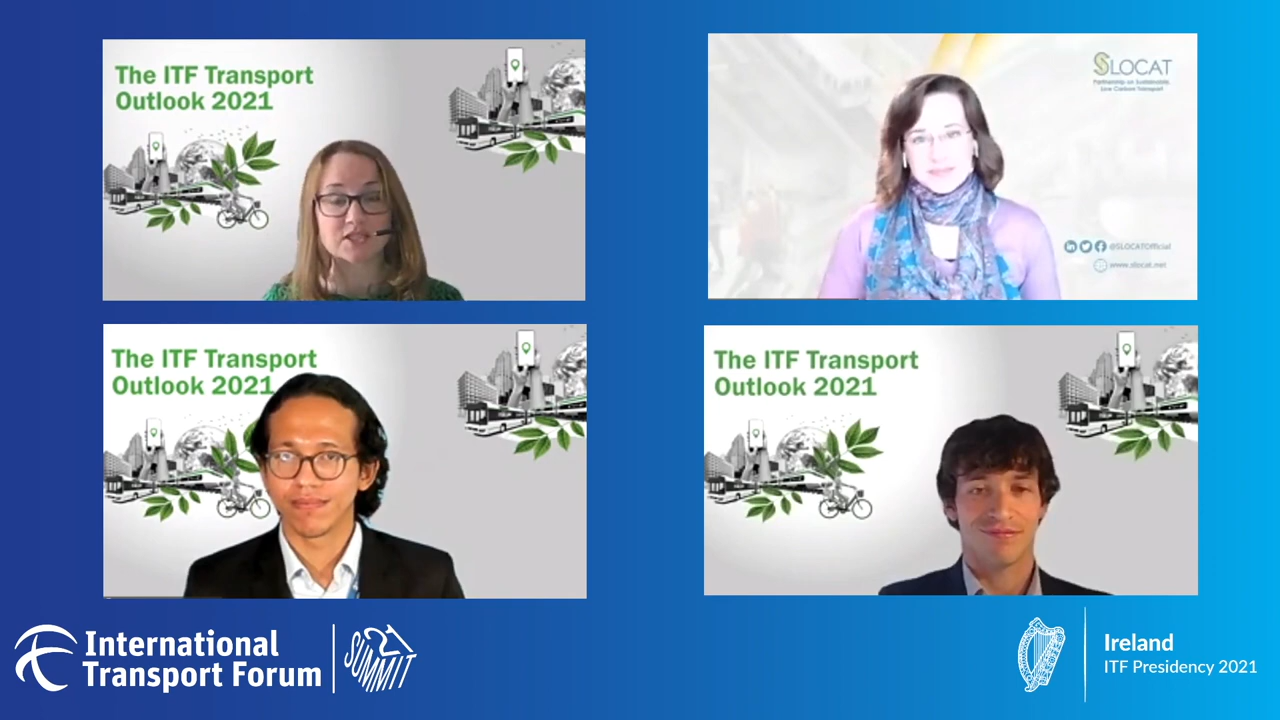 The ITF Transport
Outlook 2021
SLOCAT
Partnership on Sustainable,
Low Carbon Transport
@SLOCATOfficial
www.slocat.net
The ITF Transport
Outlook 2021
The ITF Transport
Outlook 2021
International
Transport Forum
21
SUMMIT
Ireland
ITF Presidency 2021